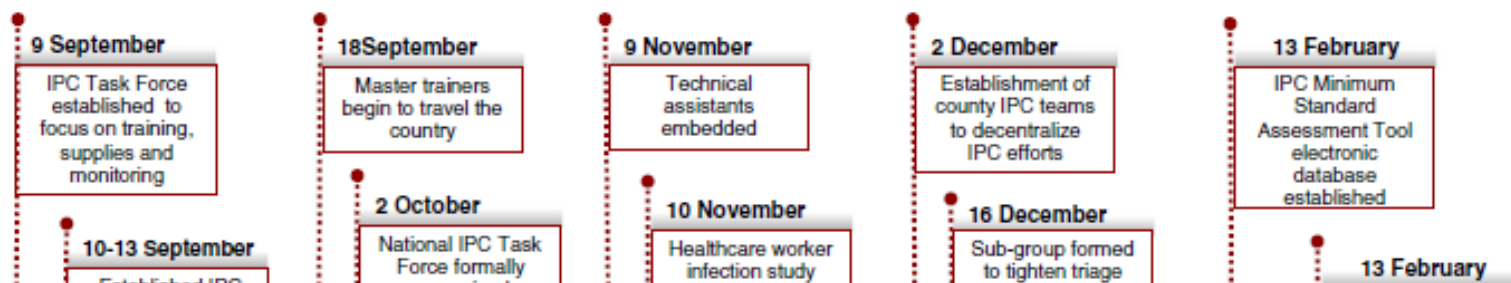 9 September
IPC Task Force
established to
focus on training,
supplies and
monitoring
10-13 September
Established IPC
18September
Master trainers
begin to travel the
country
2 October
National IPC Task
Force formally
9 November
Technical
assistants
embedded
10 November
Healthcare worker
infection study
2 December
Establishment of
county IPC teams
to decentralize
IPC efforts
16 December
Sub-group formed
to tighten triage
13 February
IPC Minimum
Standard
Assessment Tool
electronic
database
established
13 February